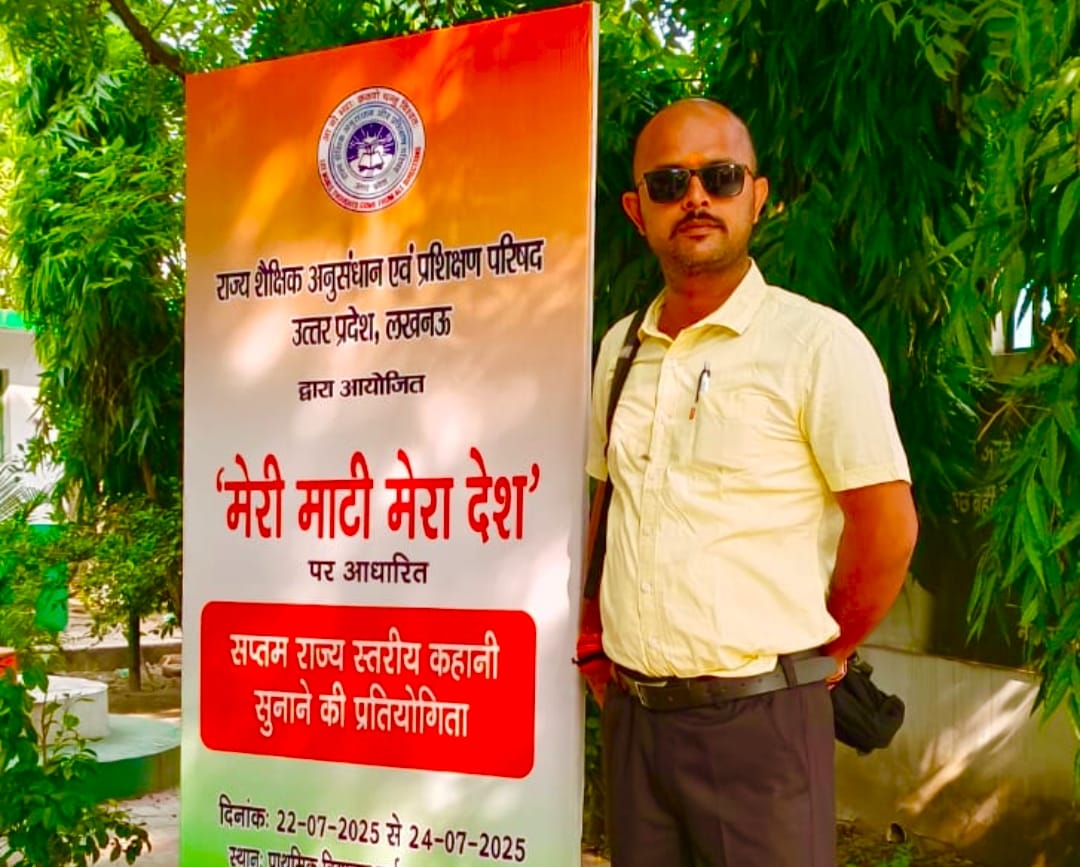 राज्य शैक्षिक अनुसंधान एवं प्रशिक्षण परिषद
उत्तर प्रदेश, लखनऊ
द्वारा आयोजित
‘मेरी माटी मेरा देश’
पर आधारित
सप्तम राज्य स्तरीय कहानी
सुनाने की प्रतियोगिता
दिनांक: 22-07-2025 से 24-07-2025
स्थान: प्राथमिक